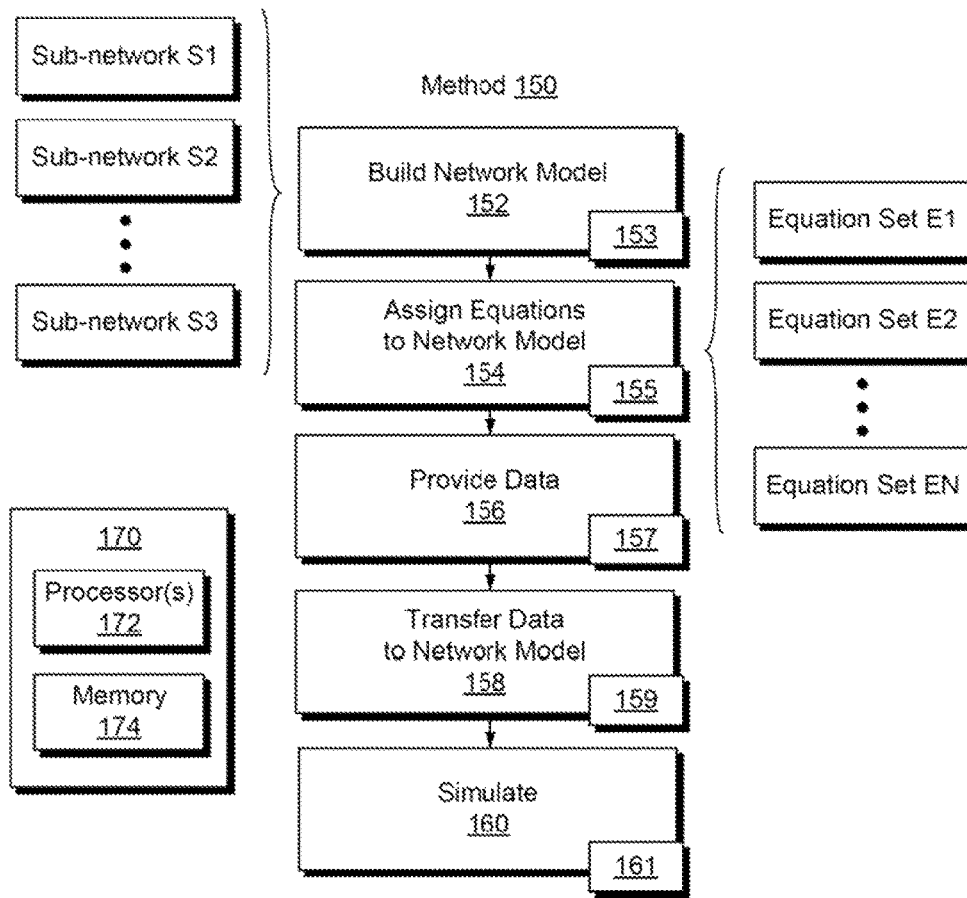 Sub-network S1
Sub-network S2
Sub-network S3
Method 150
Build Network Model
152
153
Assign Equations
to Network Model
154
155
Provide Data
156
157
Transfer Data
to Network Model
158
159
Simulate
160
161
Equation Set E1
Equation Set E2
Equation Set EN
170
Processor(s)
172
Memory
174